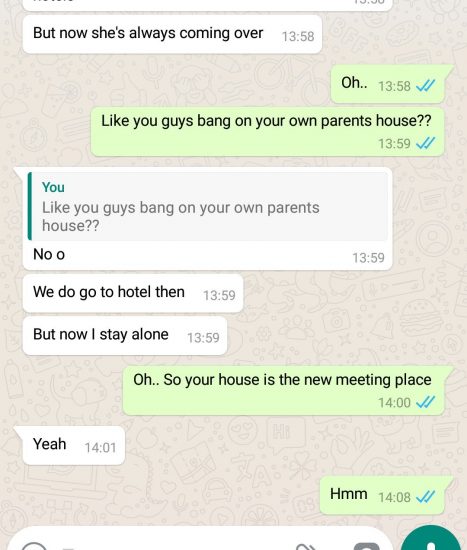 But now she's always coming over 13:58
Oh.. 13:58
Like you guys bang on your own parents house??
13:59
You
Like you guys bang on your own parents
house??
No o 13:59
We do go to hotel then 13:59
But now I stay alone 13:59
Oh.. So your house is the new meeting place
14:00
Yeah 14:01
Hmm 14:08